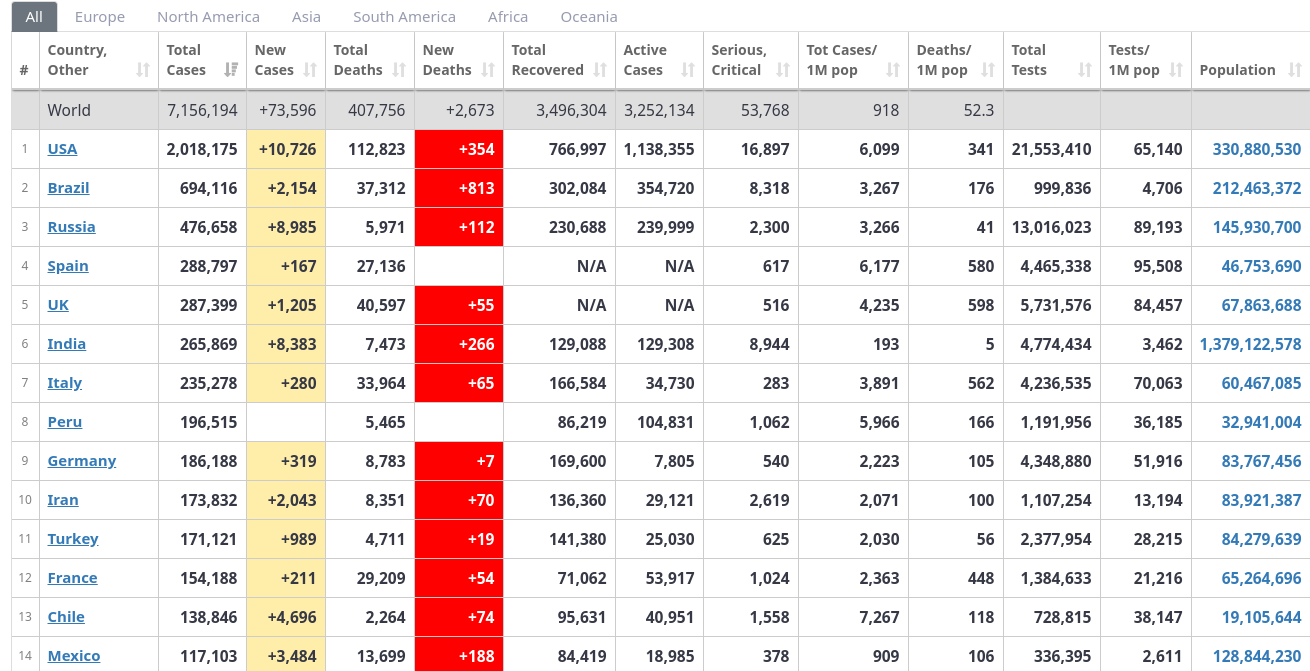 All Europe North America Asia South America Africa Oceania
# Country, Other Total Cases New Cases Total Deaths New Deaths Total Recovered Active Cases Serious, Critical Tot Cases/ 1M pop Deaths/ 1M pop Total Tests Tests/ 1M pop Population
World 7,156,194 +73,596 407,756 +2,673 3,496,304 3,252,134 53,768 918 52.3
1 USA 2,018,175 +10,726 112,823 +354 766,997 1,138,355 16,897 6,099 341 21,553,410 65,140 330,880,530
2 Brazil 694,116 +2,154 37,312 +813 302,084 354,720 8,318 3,267 176 999,836 4,706 212,463,372
3 Russia 476,658 +8,985 5,971 +112 230,688 239,999 2,300 3,266 41 13,016,023 89,193 145,930,700
4 Spain 288,797 +167 27,136 N/A N/A 617 6,177 580 4,465,338 95,508 46,753,690
5 UK 287,399 +1,205 40,597 +55 N/A N/A 516 4,235 598 5,731,576 84,457 67,863,688
6 India 265,869 +8,383 7,473 +266 129,088 129,308 8,944 193 5 4,774,434 3,462 1,379,122,578
7 Italy 235,278 +280 33,964 +65 166,584 34,730 283 3,891 562 4,236,535 70,063 60,467,085
8 Peru 196,515 5,465 86,219 104,831 1,062 5,966 166 1,191,956 36,185 32,941,004
9 Germany 186,188 +319 8,783 +7 169,600 7,805 540 2,223 105 4,348,880 51,916 83,767,456
10 Iran 173,832 +2,043 8,351 +70 136,360 29,121 2,619 2,071 100 1,107,254 13,194 83,921,387
11 Turkey 171,121 +989 4,711 +19 141,380 25,030 625 2,030 56 2,377,954 28,215 84,279,639
12 France 154,188 +211 29,209 +54 71,062 53,917 1,024 2,363 448 1,384,633 21,216 65,264,696
13 Chile 138,846 +4,696 2,264 +74 95,631 40,951 1,558 7,267 118 728,815 38,147 19,105,644
14 Mexico 117,103 +3,484 13,699 +188 84,419 18,985 378 909 106 336,395 2,611 128,844,230